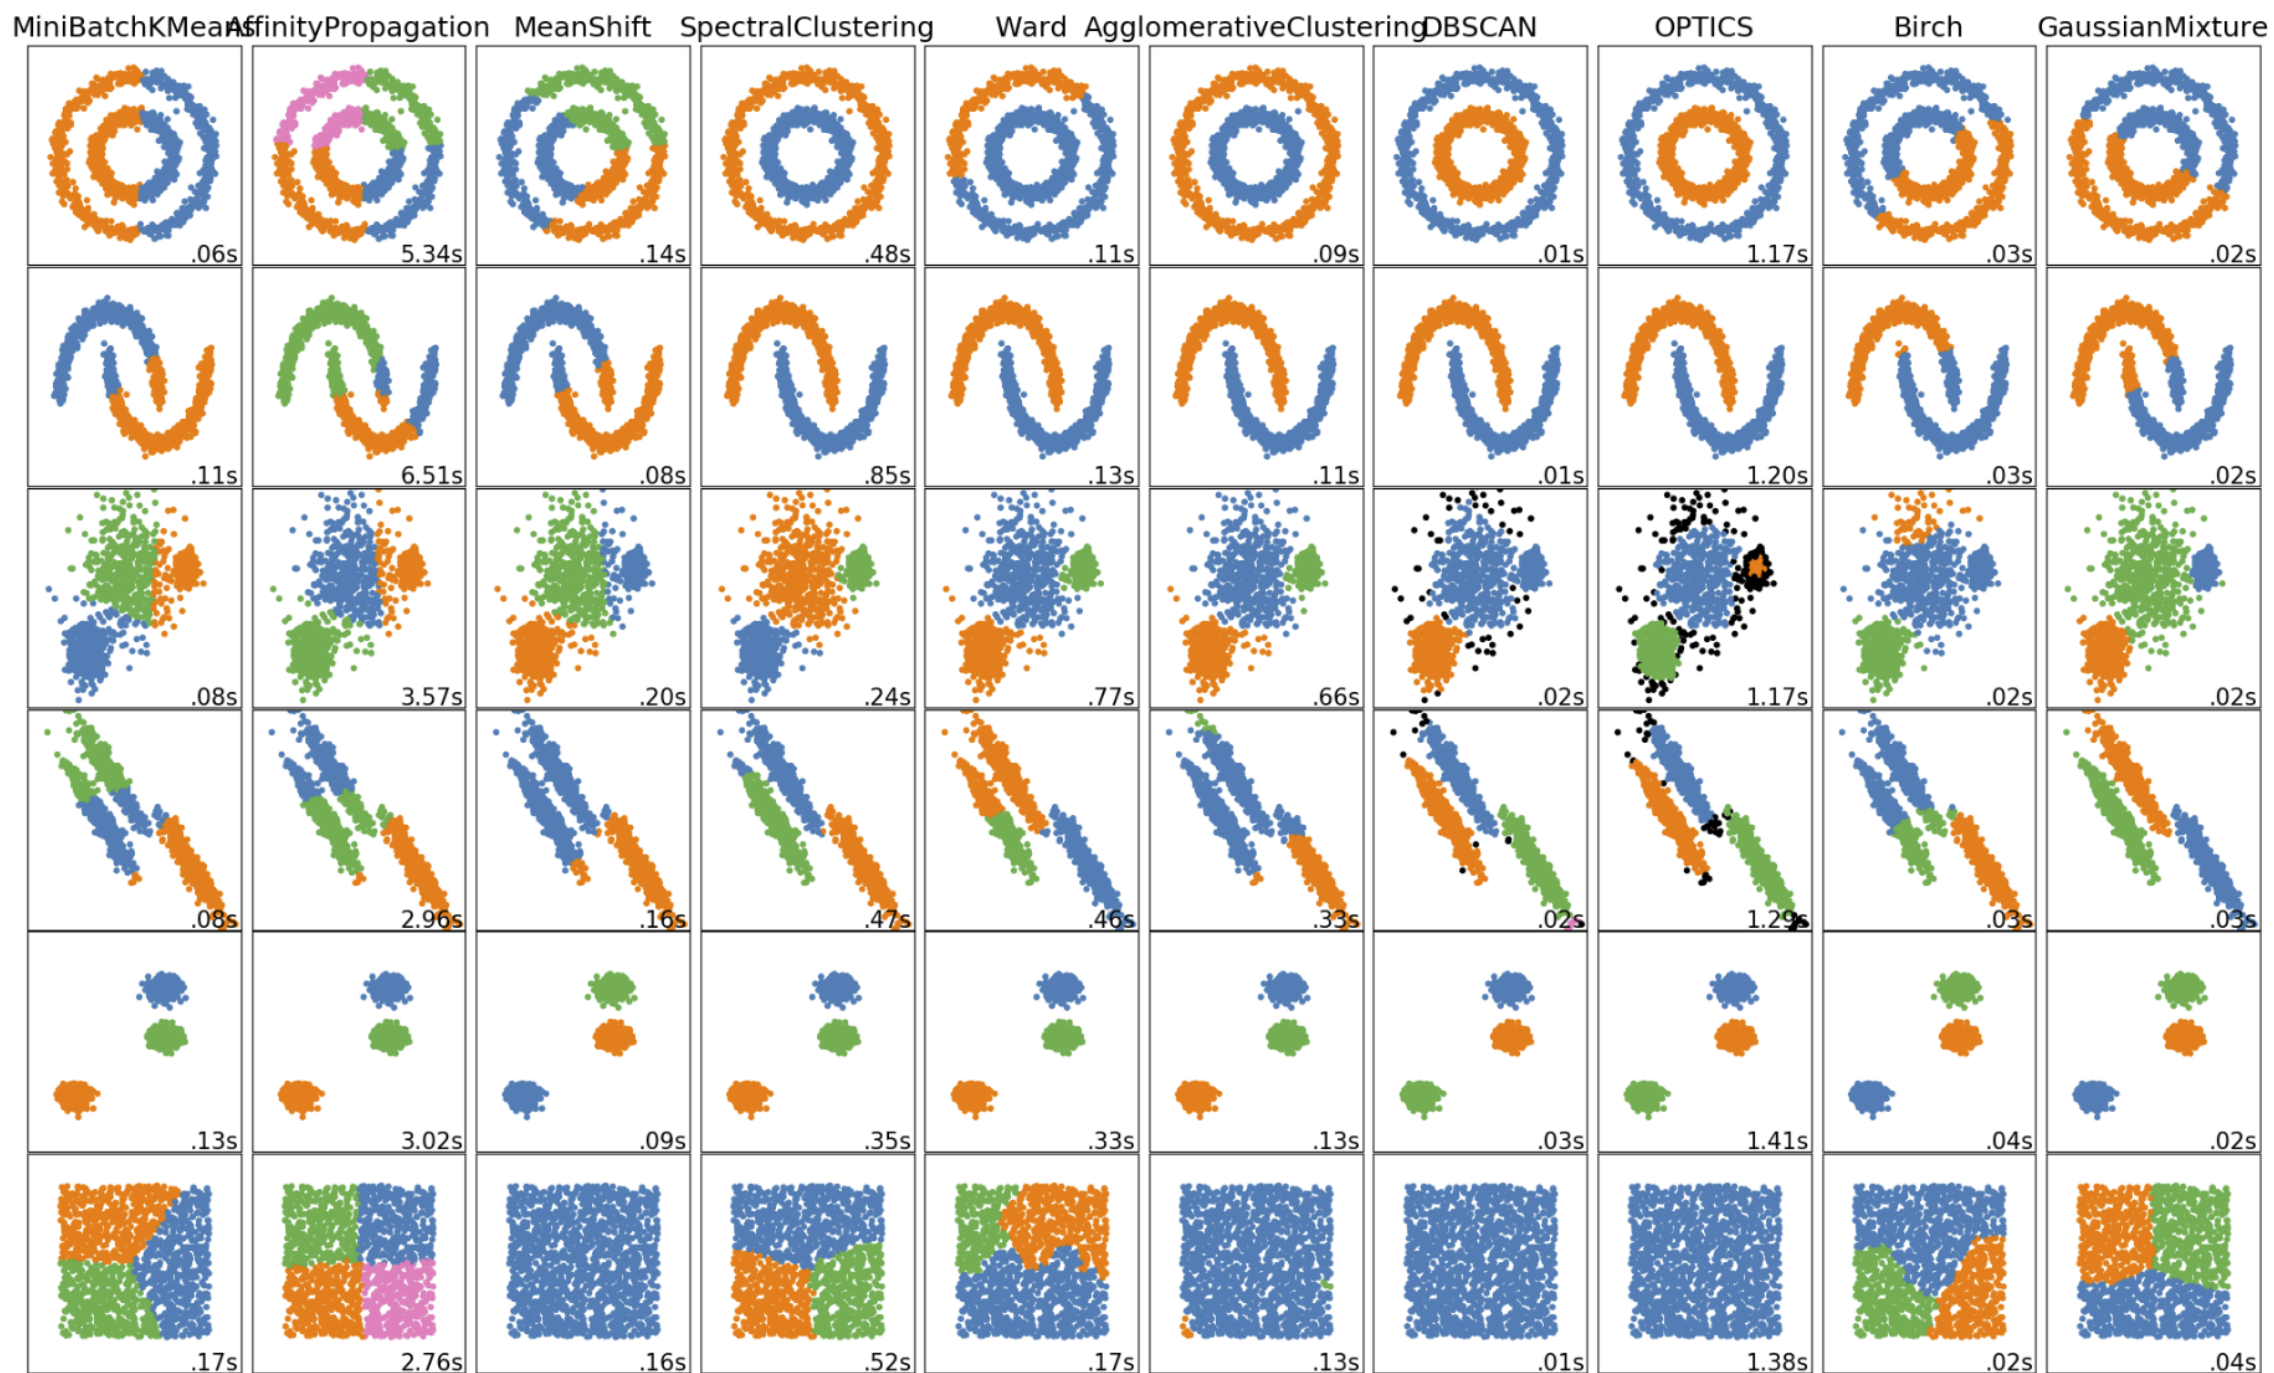 MiniBatchKMeans AffinityPropagation MeanShift SpectralClustering Ward AgglomerativeClustering DBSCAN OPTICS Birch GaussianMixture
.06s 5.34s .14s .48s .11s .09s .01s 1.17s .03s .02s
.11s 6.51s .08s .85s .13s .11s .01s 1.20s .03s .02s
.08s 3.57s .20s .24s .77s .66s .02s 1.17s .02s .02s
.08s 2.96s .16s .47s .46s .33s .02s 1.29s .03s .03s
.13s 3.02s .09s .35s .33s .13s .03s 1.41s .04s .02s
.17s 2.76s .16s .52s .17s .13s .01s 1.38s .02s .04s